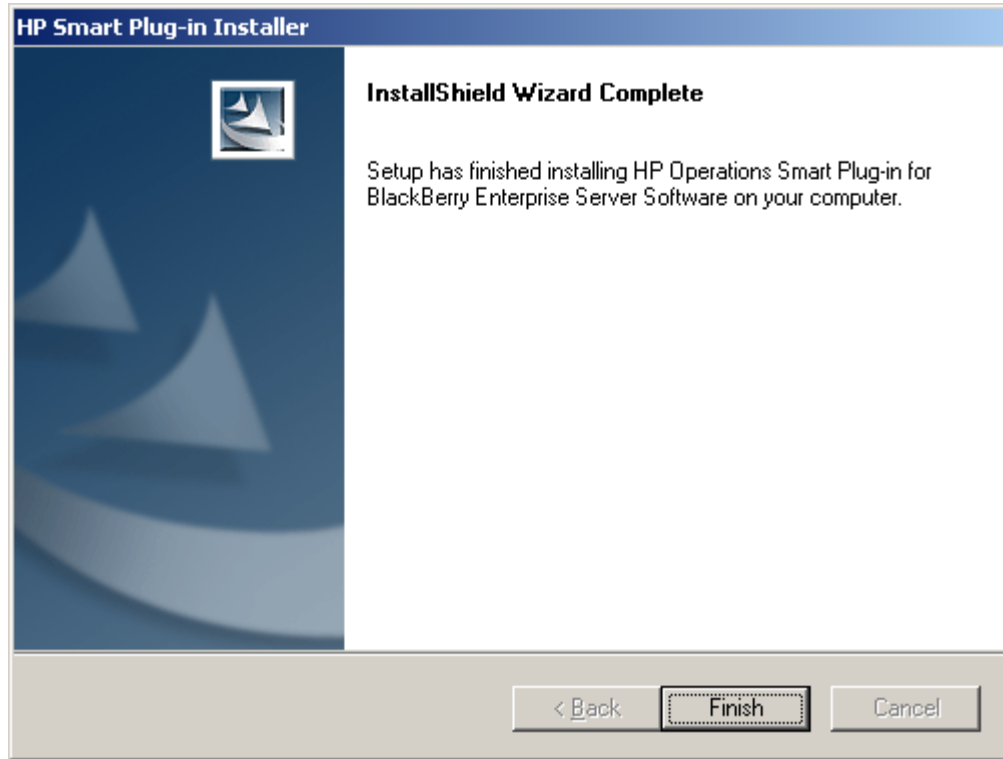 HP Smart Plug-in Installer
InstallShield Wizard Complete
Setup has finished installing HP Operations Smart Plug-in for
BlackBerry Enterprise Server Software on your computer.
< Back
Finish
Cancel